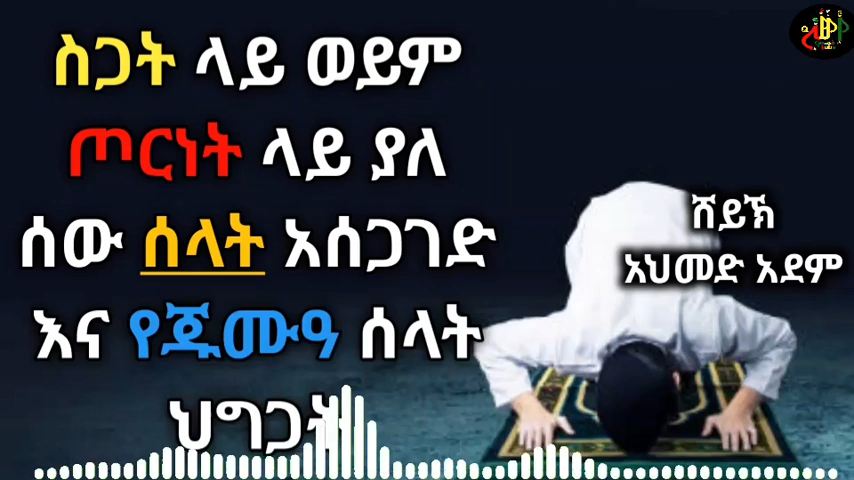 ስጋት ላይ ወይም
ጦርነት ላይ ያለ
ሰው ሰላት አሰጋገድ
እና የጁሙዓ ሰላት
ህግጋት
ሸይኽ
አህመድ አደም